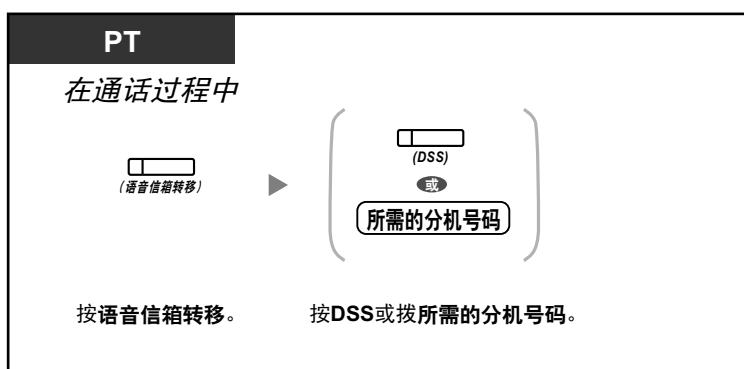 PT
在通话过程中
(DSS)
(语音信箱转移)
或
所需的分机号码
按语音信箱转移。 按DSS或拨所需的分机号码。